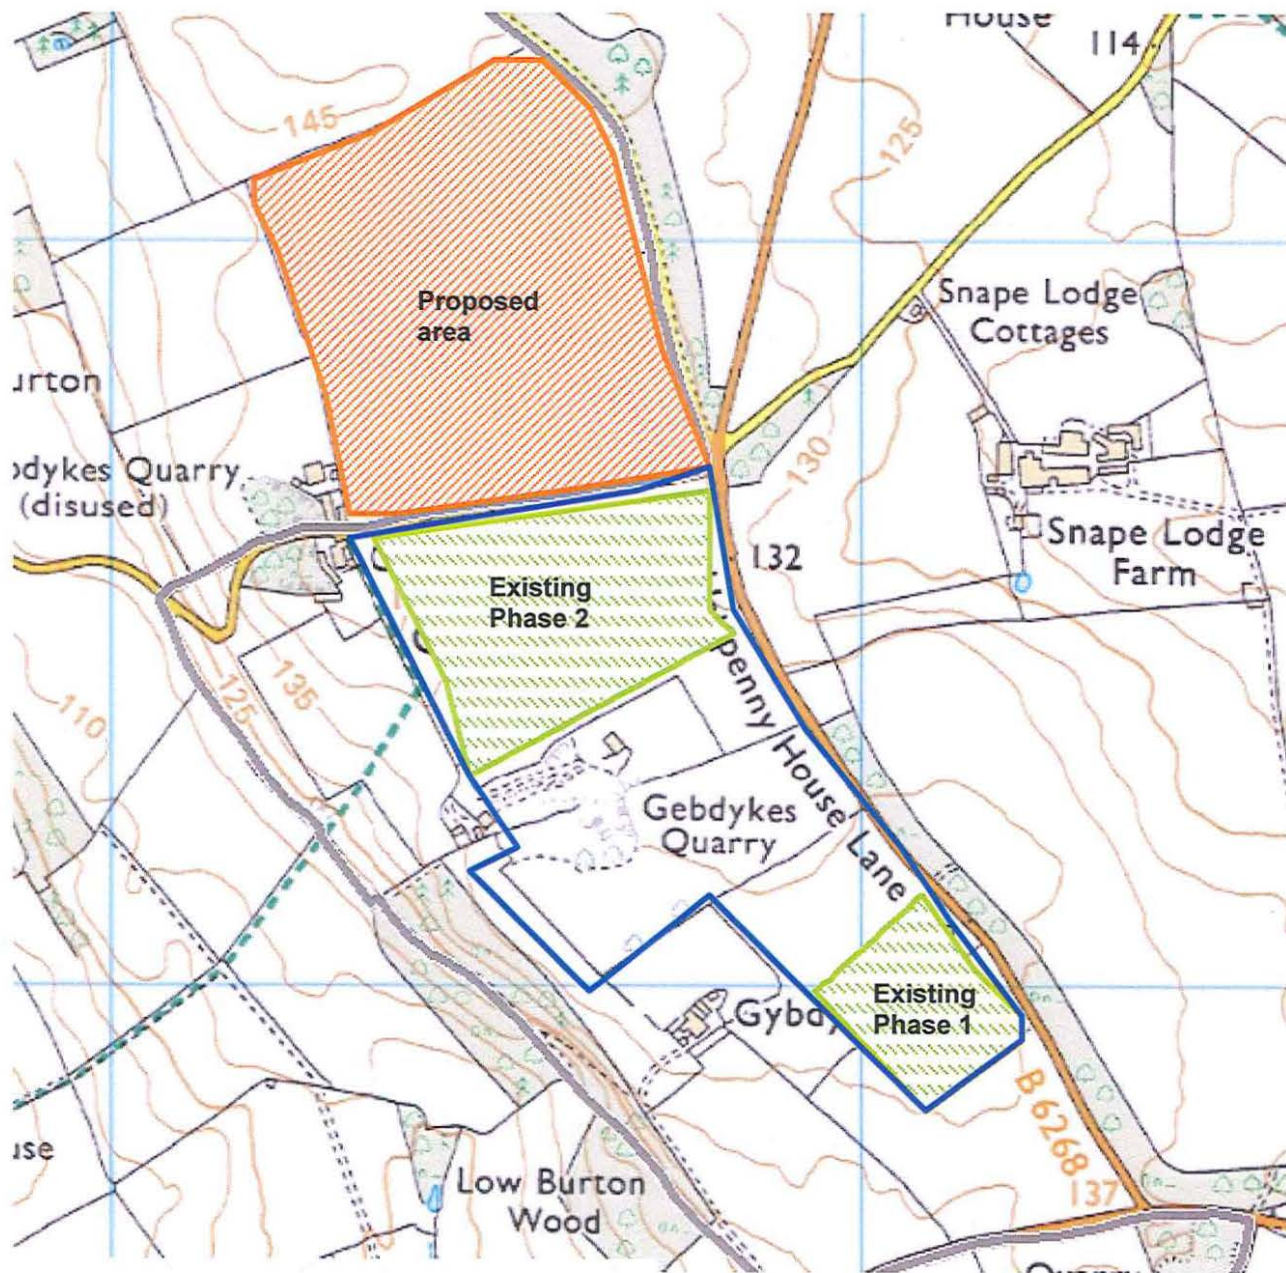 House
114
145
125
Snape Lodge
Cottages
Proposed
area
urton
odykes Quarry
(disused)
130
132
Snape Lodge
Farm
Existing
Phase 2
135
125
110
penny House Lane
Gebdykes
Quarry
Existing
Phase 1
Gybdy
B 6268
137
use
Low Burton
Wood